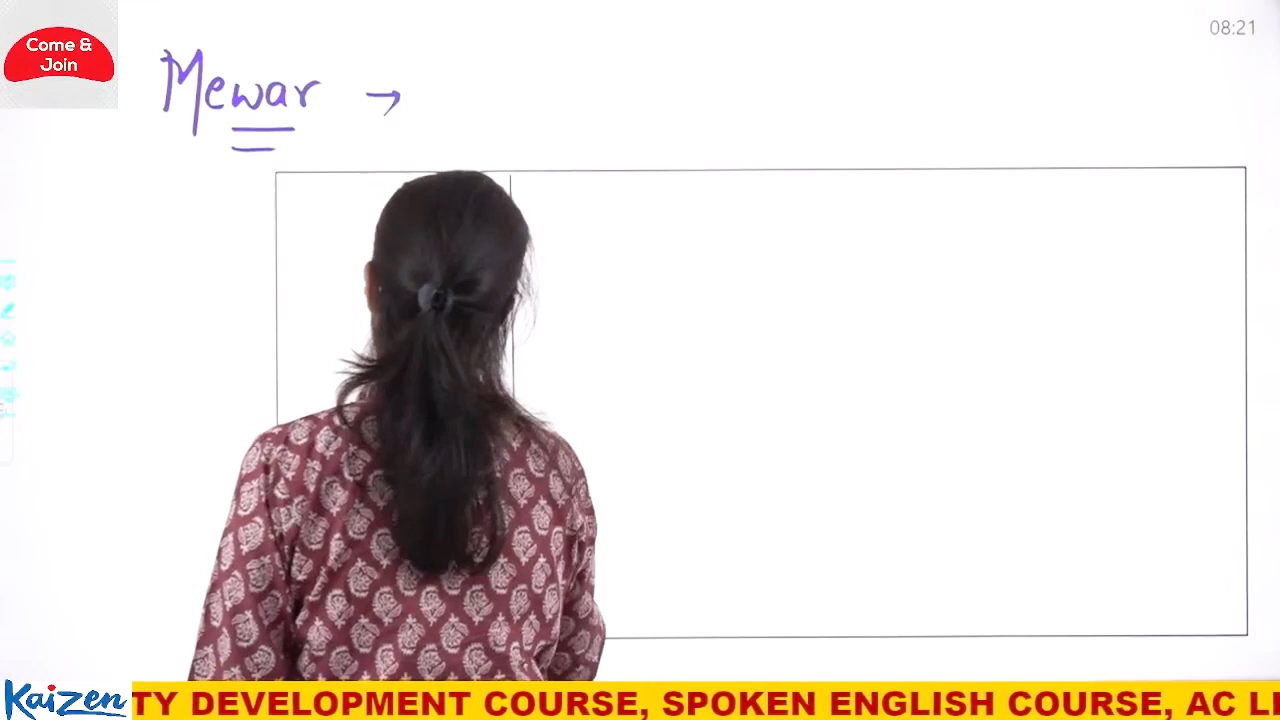 08:21
Come &
Join
Mewar →
Kaizen
TY DEVELOPMENT COURSE, SPOKEN ENGLISH COURSE, AC LI